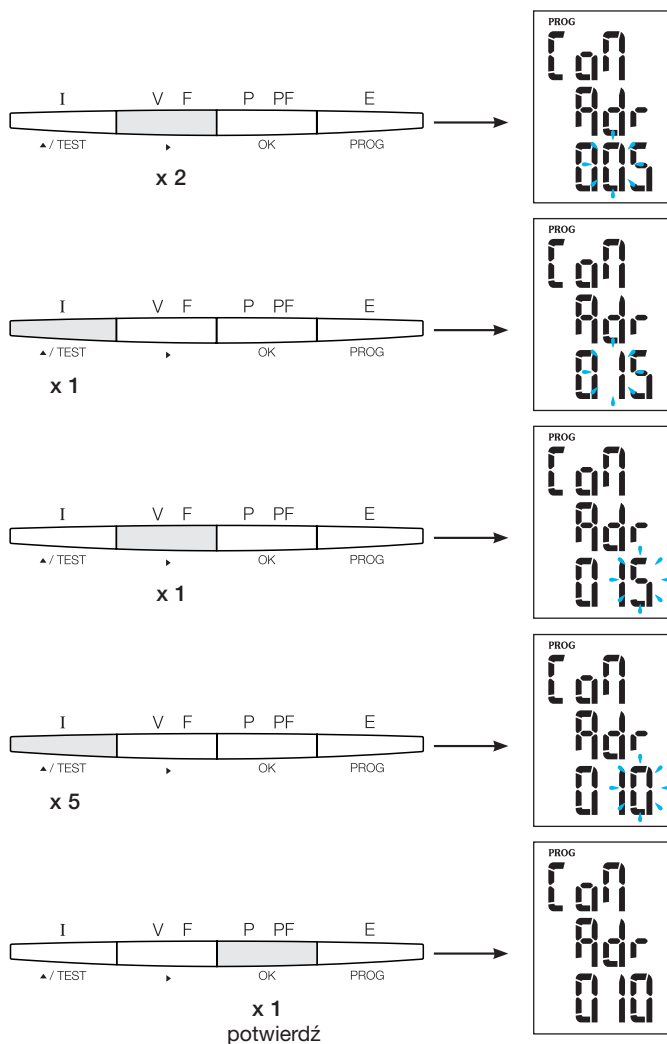 PROG
Com
Adr
005
I V F P PF E
▲ / TEST ▶ OK PROG
x 2
PROG
Com
Adr
015
I V F P PF E
▲ / TEST ▶ OK PROG
x 1
PROG
Com
Adr
015
I V F P PF E
▲ / TEST ▶ OK PROG
x 1
PROG
Com
Adr
010
I V F P PF E
▲ / TEST ▶ OK PROG
x 5
PROG
Com
Adr
010
I V F P PF E
▲ / TEST ▶ OK PROG
x 1
potwierdź